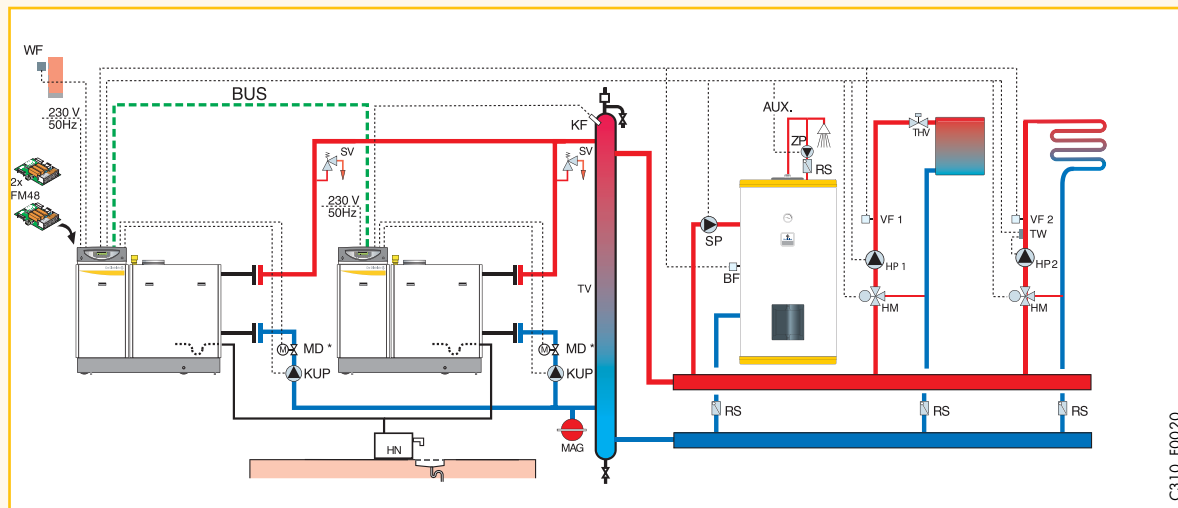 WF
BUS
230 V
50Hz
2x
FM48
SV
230 V
50Hz
KF
SV
AUX.
ZP
RS
THV
SP
BF
VF 1
VF 2
TW
HP 1
HP2
HM
HM
TV
M
MD *
KUP
M
MD *
KUP
MAG
HN
RS
RS
RS
C310_F0020